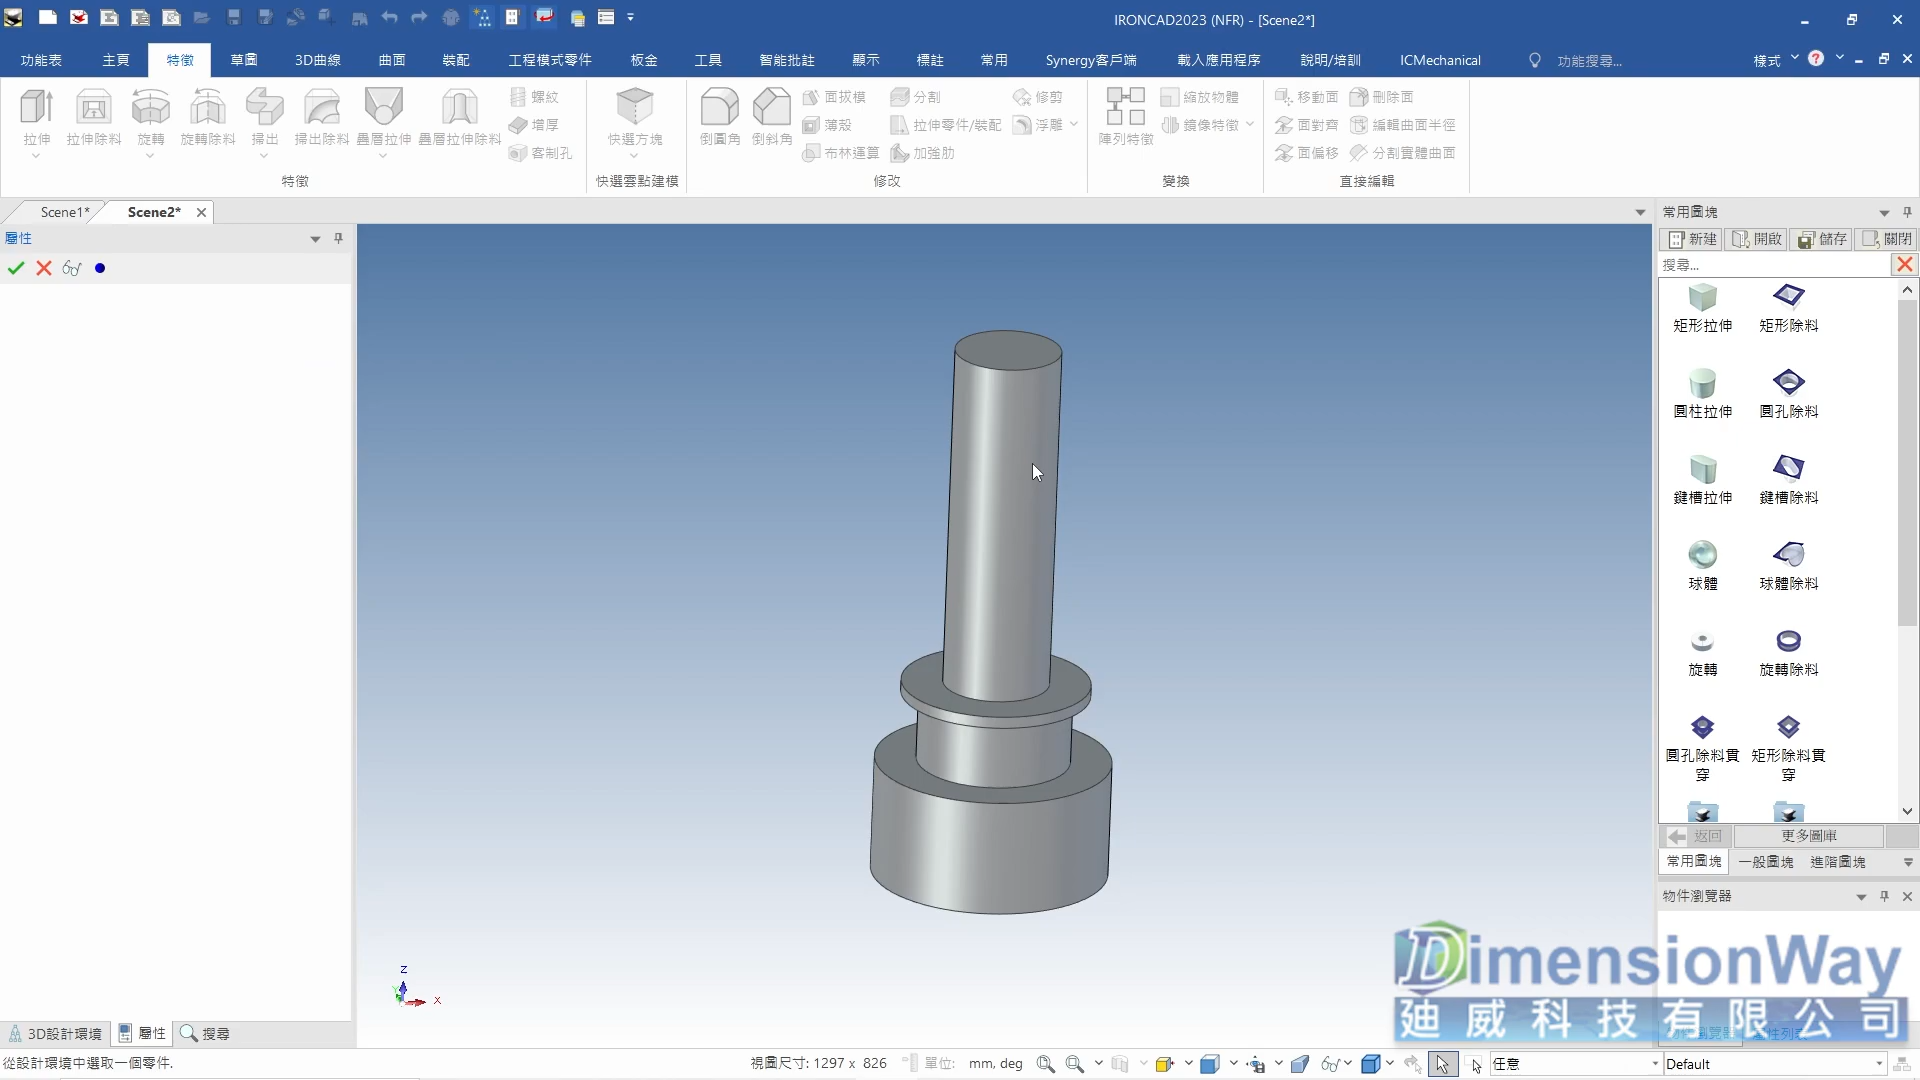 IRONCAD2023 (NFR) - [Scene2*]
功能表 主頁 特徵 草圖 3D曲線 曲面 裝配 工程模式零件 板金 工具 智能批註 顯示 標註 常用 Synergy客戶端 載入應用程序 說明/培訓 ICMechanical 功能搜尋... 樣式
拉伸 拉伸除料 旋轉 旋轉除料 掃出 掃出除料 疊層拉伸 疊層拉伸除料 螺紋 增厚 客制孔
特徵
快選方塊
快選雲點建模
倒圓角 倒斜角 面拔模 薄殼 布林運算 分割 拉伸零件/裝配 加強肋 修剪 浮雕
修改
陣列特徵 縮放物體 鏡像特徵
變換
移動面 面對齊 面偏移 刪除面 編輯曲面半徑 分割實體曲面
直接編輯
Scene1* Scene2*
屬性
常用圖塊
新建 開啟 儲存 關閉
搜尋...
矩形拉伸 矩形除料
圓柱拉伸 圓孔除料
鍵槽拉伸 鍵槽除料
球體 球體除料
旋轉 旋轉除料
圓孔除料貫穿 矩形除料貫穿
返回 更多圖庫
常用圖塊 一般圖塊 進階圖塊
物件瀏覽器
Z
X
DimensionWay
廸威科技有限公司
3D設計環境 屬性 搜尋
從設計環境中選取一個零件. 視圖尺寸: 1297 x 826 單位: mm, deg 任意 Default